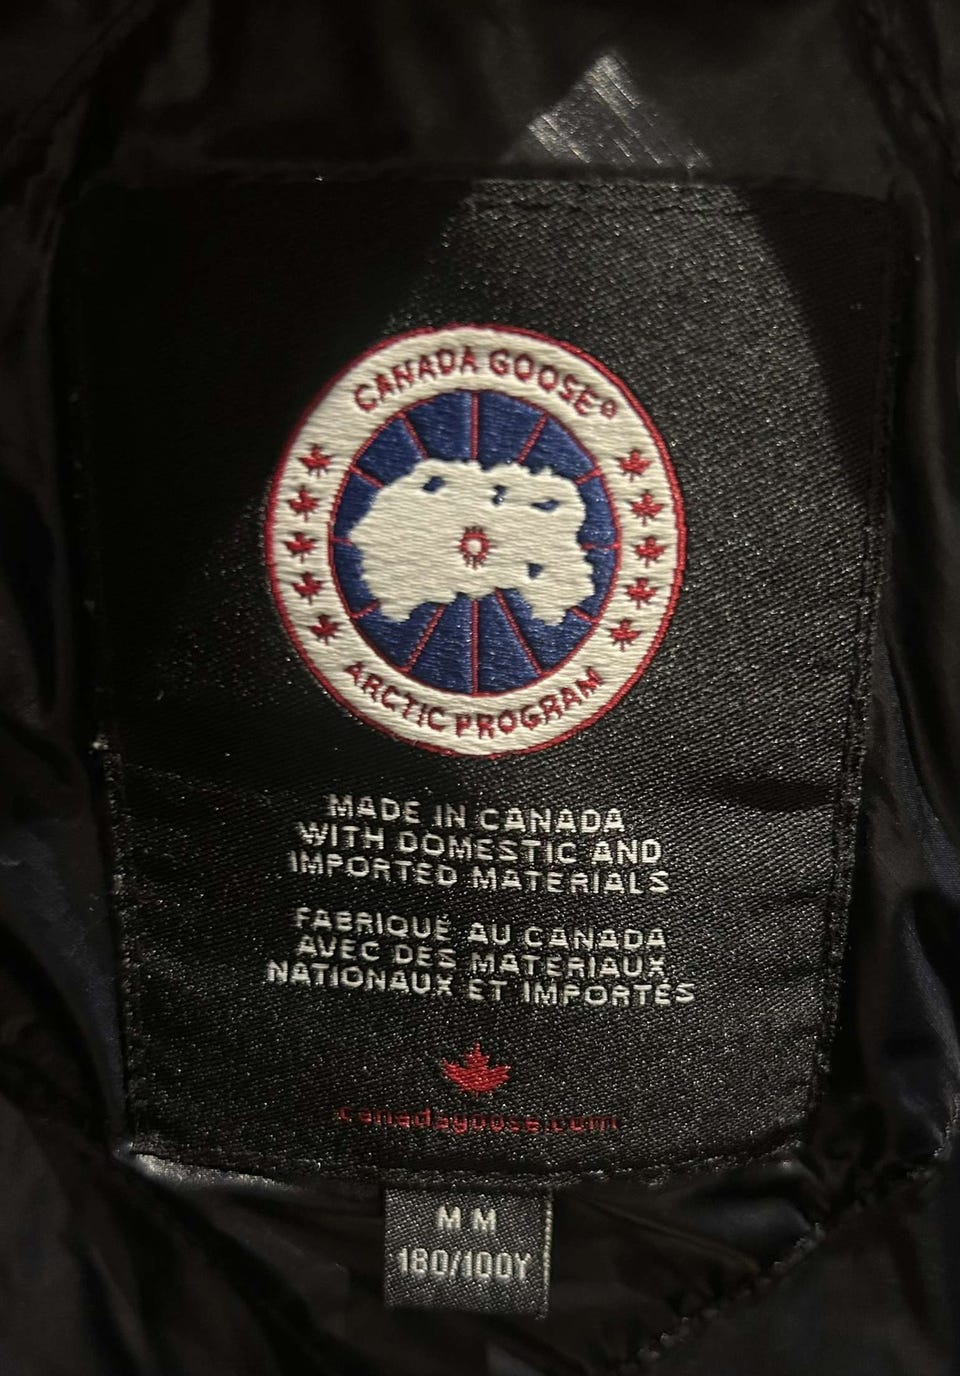 CANADA GOOSE®
ARCTIC PROGRAM
MADE IN CANADA
WITH DOMESTIC AND
IMPORTED MATERIALS
FABRIQUÉ AU CANADA
AVEC DES MATERIAUX
NATIONAUX ET IMPORTÉS
canadagoose.com
M M
180/100Y